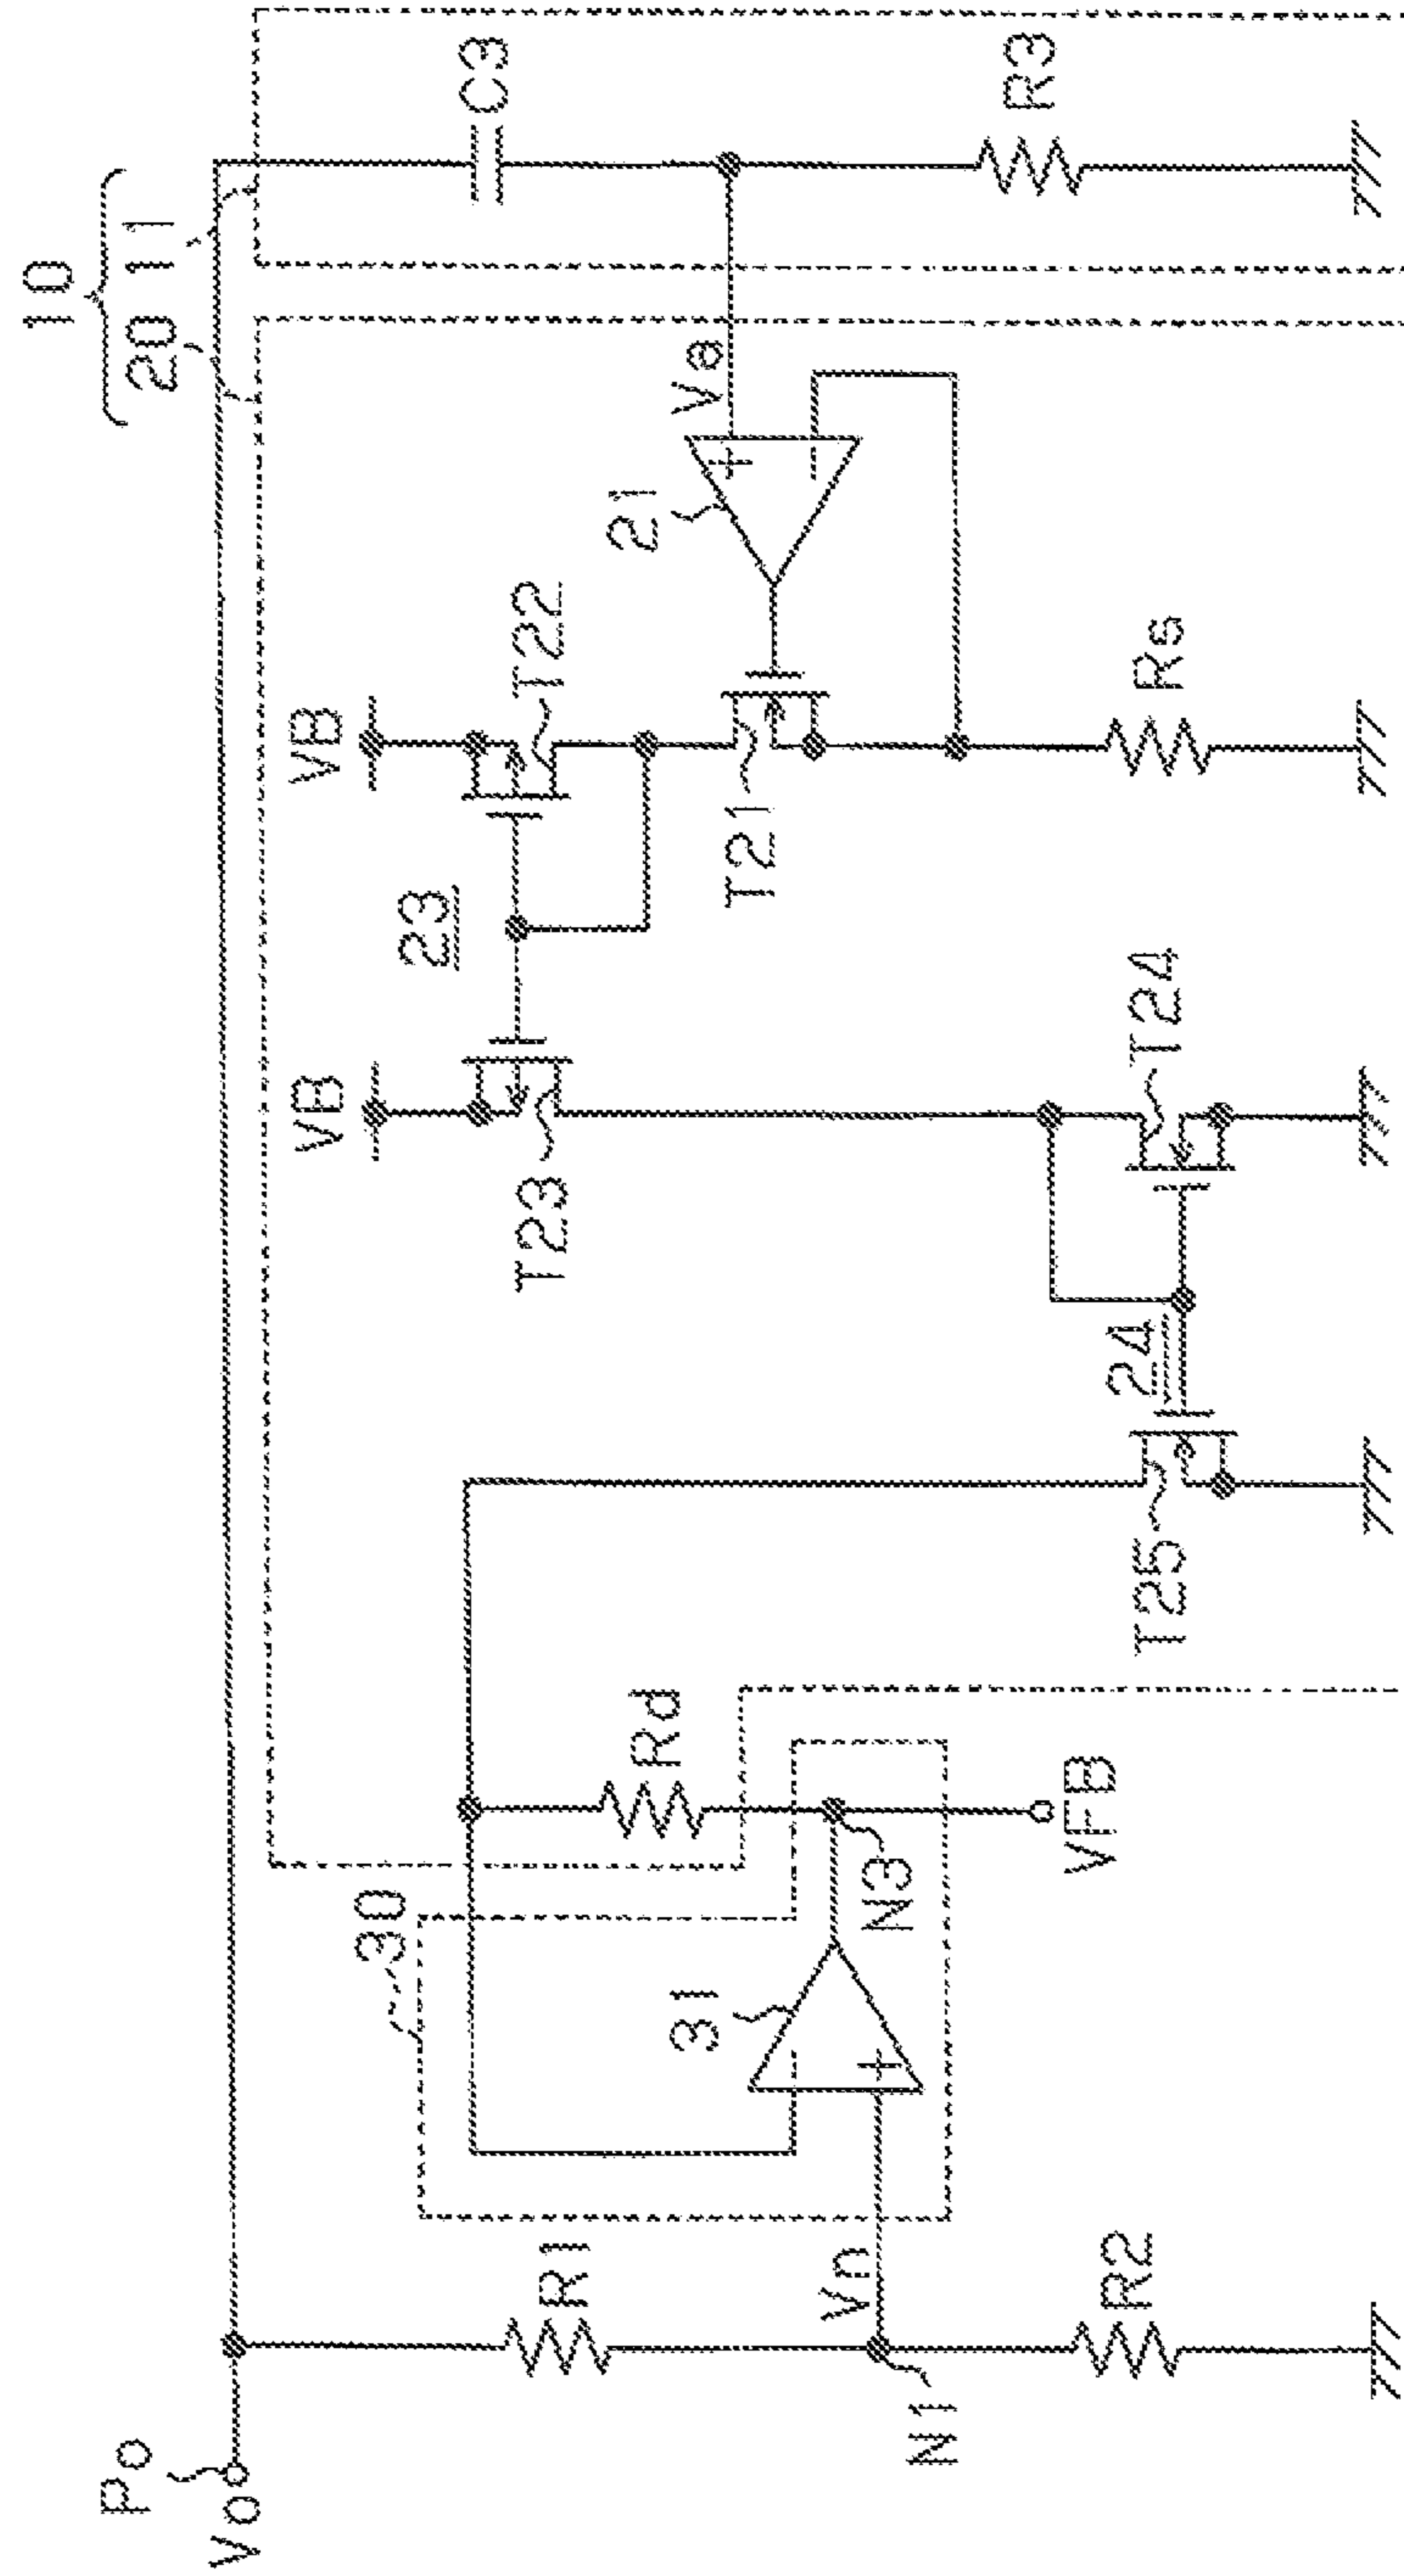 10
20 11
Po
Vo
R1
N1
Vn
R2
30
31
N3
VFB
Rd
T25
24
T24
T23
VB
23
VB
T22
T21
21
Va
Rs
C3
R3